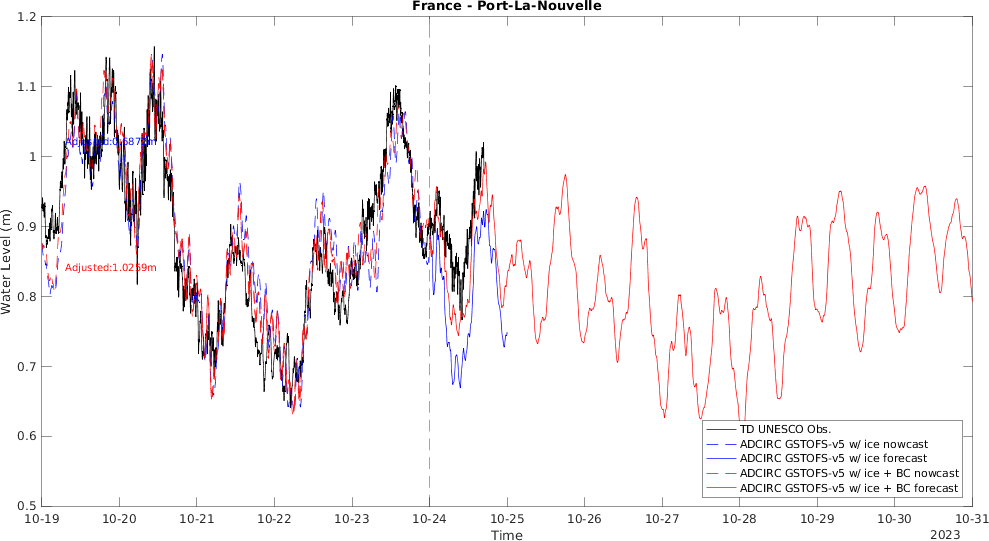 France - Port-La-Nouvelle
Water Level (m)
1.2
1.1
1
0.9
0.8
0.7
0.6
0.5
Adjusted:1.0259m
TD UNESCO Obs.
ADCIRC GSTOFS-v5 w/ ice nowcast
ADCIRC GSTOFS-v5 w/ ice forecast
ADCIRC GSTOFS-v5 w/ ice + BC nowcast
ADCIRC GSTOFS-v5 w/ ice + BC forecast
10-19 10-20 10-21 10-22 10-23 10-24 10-25 10-26 10-27 10-28 10-29 10-30 10-31
Time
2023